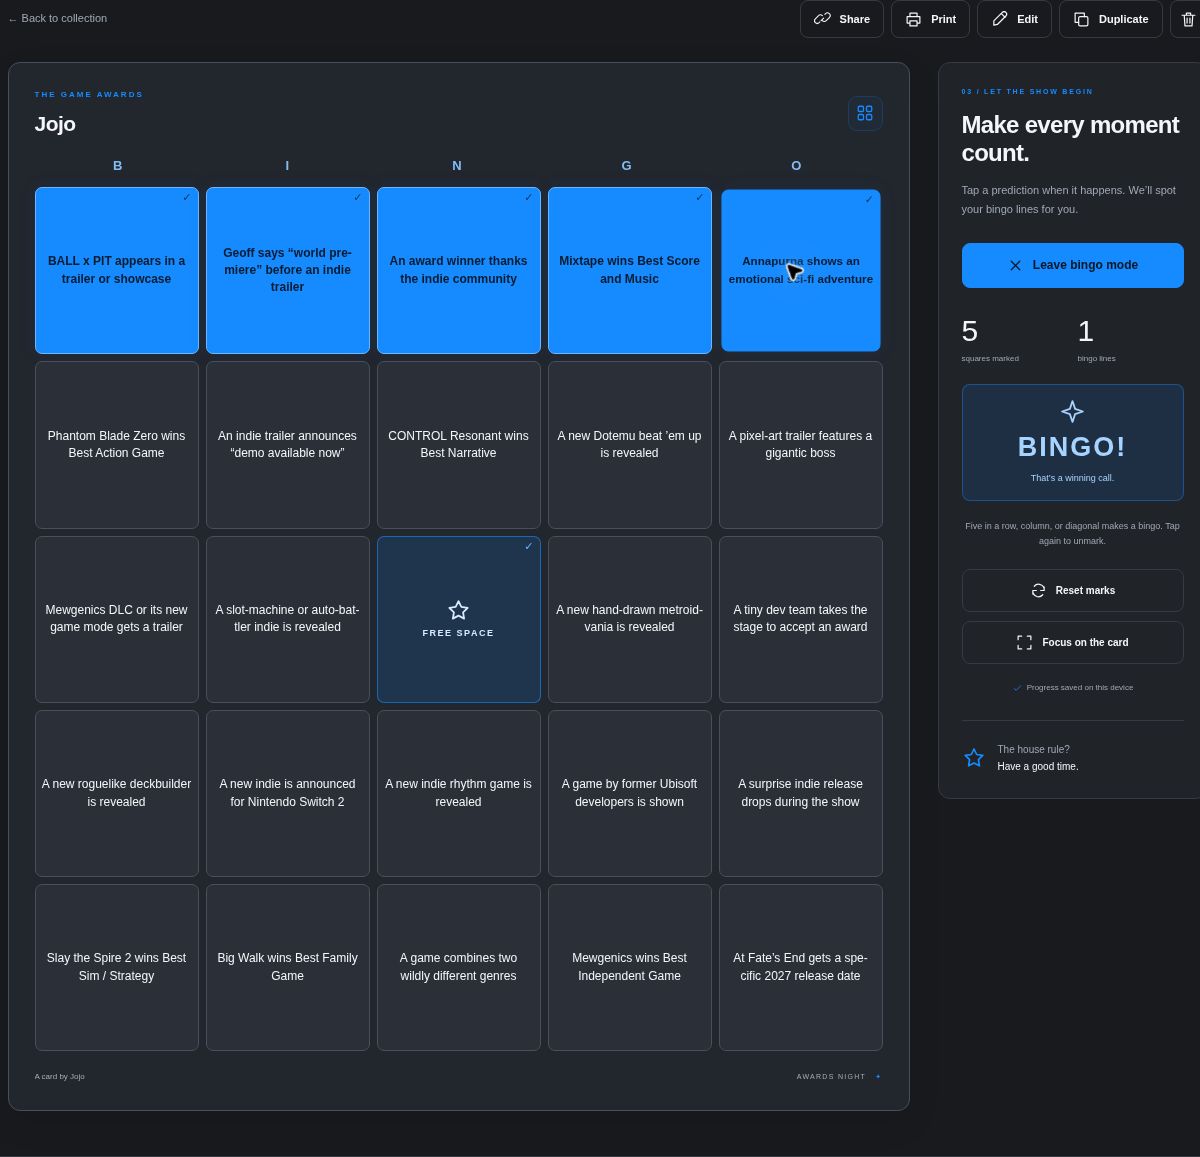 ← Back to collection
Share
Print
Edit
Duplicate
THE GAME AWARDS
Jojo
B I N G O
✓
BALL x PIT appears in a
trailer or showcase
✓
Geoff says “world pre-
miere” before an indie
trailer
✓
An award winner thanks
the indie community
✓
Mixtape wins Best Score
and Music
✓
Annapurna shows an
emotional sci-fi adventure
Phantom Blade Zero wins
Best Action Game
An indie trailer announces
“demo available now”
CONTROL Resonant wins
Best Narrative
A new Dotemu beat ’em up
is revealed
A pixel-art trailer features a
gigantic boss
Mewgenics DLC or its new
game mode gets a trailer
A slot-machine or auto-bat-
tler indie is revealed
✓
FREE SPACE
A new hand-drawn metroid-
vania is revealed
A tiny dev team takes the
stage to accept an award
A new roguelike deckbuilder
is revealed
A new indie is announced
for Nintendo Switch 2
A new indie rhythm game is
revealed
A game by former Ubisoft
developers is shown
A surprise indie release
drops during the show
Slay the Spire 2 wins Best
Sim / Strategy
Big Walk wins Best Family
Game
A game combines two
wildly different genres
Mewgenics wins Best
Independent Game
At Fate’s End gets a spe-
cific 2027 release date
A card by Jojo
AWARDS NIGHT
03 / LET THE SHOW BEGIN
Make every moment
count.
Tap a prediction when it happens. We’ll spot
your bingo lines for you.
Leave bingo mode
5
squares marked
1
bingo lines
BINGO!
That’s a winning call.
Five in a row, column, or diagonal makes a bingo. Tap
again to unmark.
Reset marks
Focus on the card
Progress saved on this device
The house rule?
Have a good time.